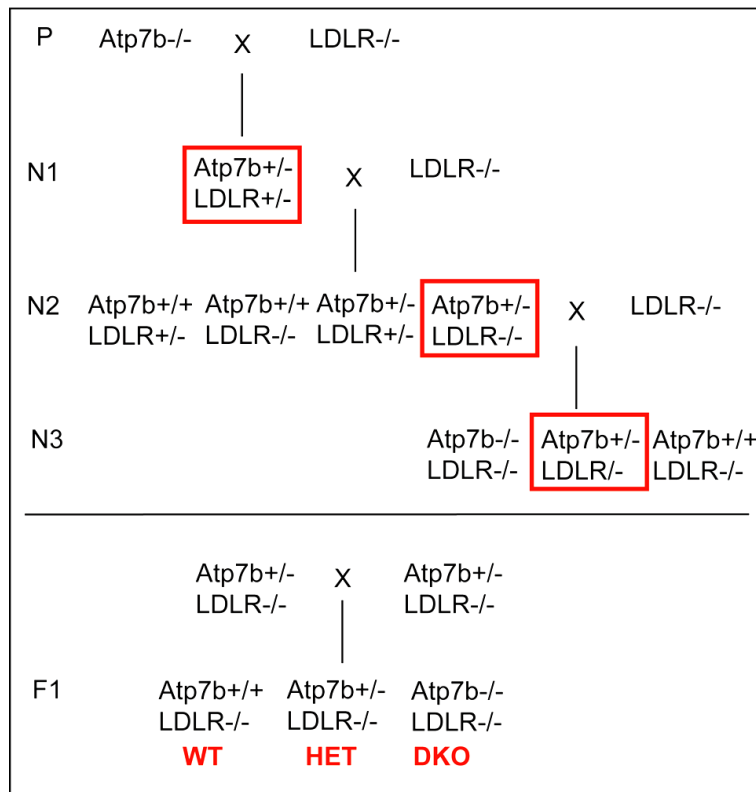 P Atp7b-/- X LDLR-/-
N1 Atp7b+/- X LDLR-/-
LDLR+/-
N2 Atp7b+/+ Atp7b+/+ Atp7b+/- Atp7b+/- X LDLR-/-
LDLR+/- LDLR-/- LDLR+/- LDLR-/-
N3 Atp7b-/- Atp7b+/- Atp7b+/+
LDLR-/- LDLR/- LDLR-/-
Atp7b+/- X Atp7b+/-
LDLR-/- LDLR-/-
F1 Atp7b+/+ Atp7b+/- Atp7b-/-
LDLR-/- LDLR-/- LDLR-/-
WT HET DKO